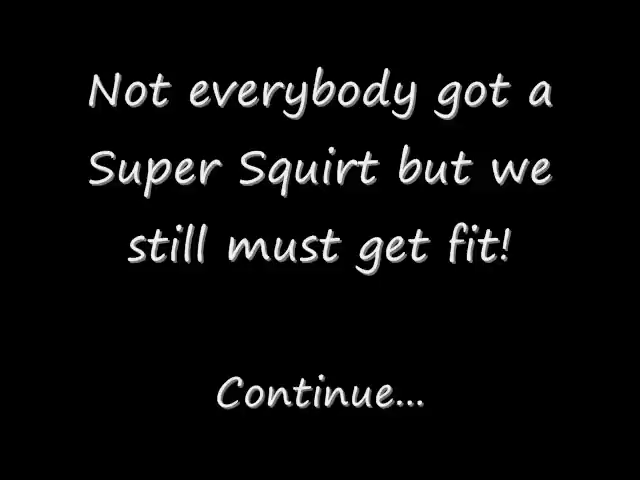 Not everybody got a
Super Squirt but we
still must get fit!
Continue...